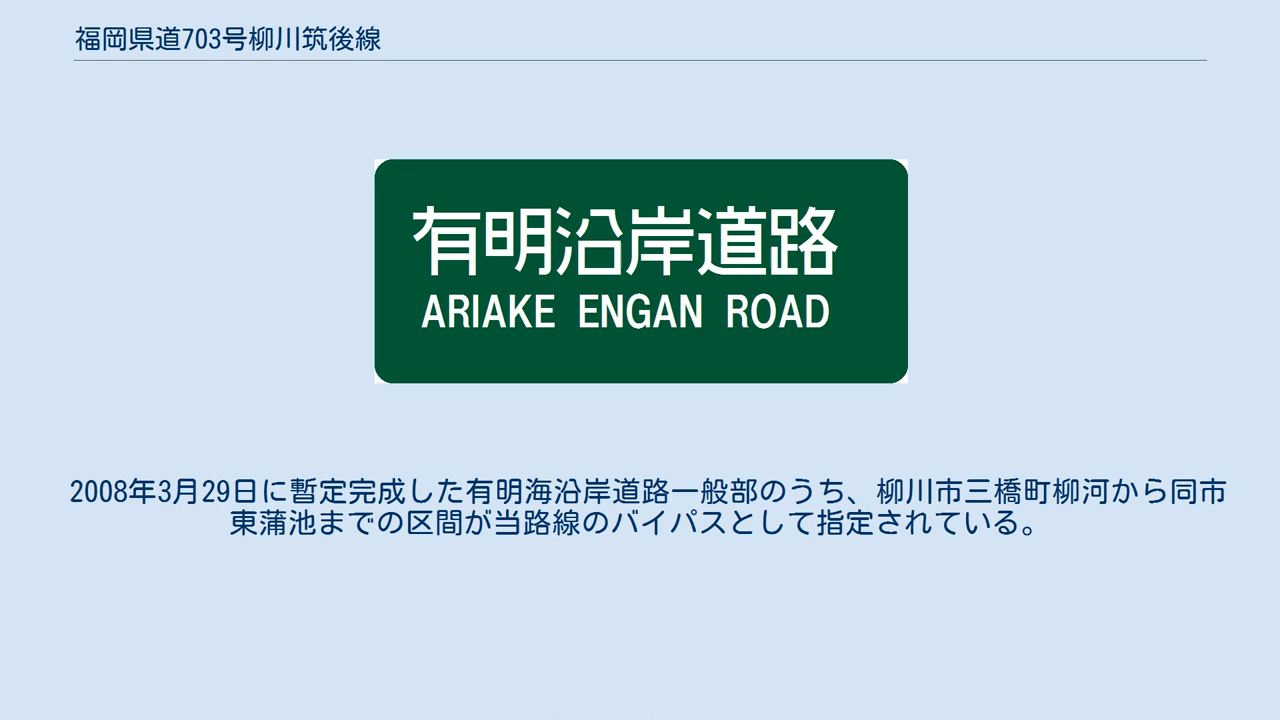 福岡県道703号柳川筑後線
有明沿岸道路
ARIAKE ENGAN ROAD
2008年3月29日に暫定完成した有明海沿岸道路一般部のうち、柳川市三橋町柳河から同市
東蒲池までの区間が当路線のバイパスとして指定されている。